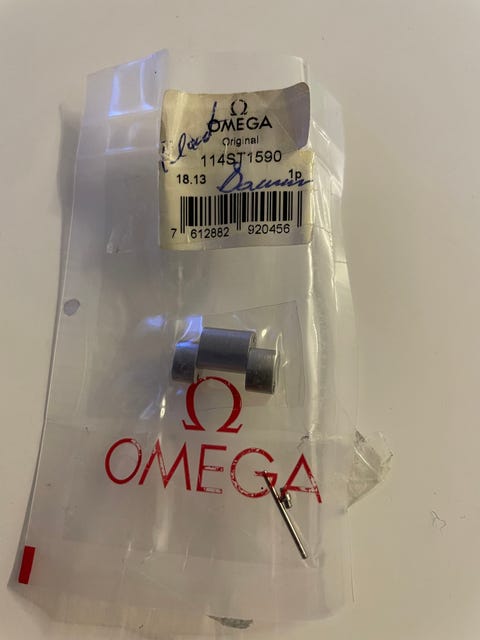 Ω
OMEGA
Original
114ST1590
18.13 1p
7 612882 920456
Ω
OMEGA